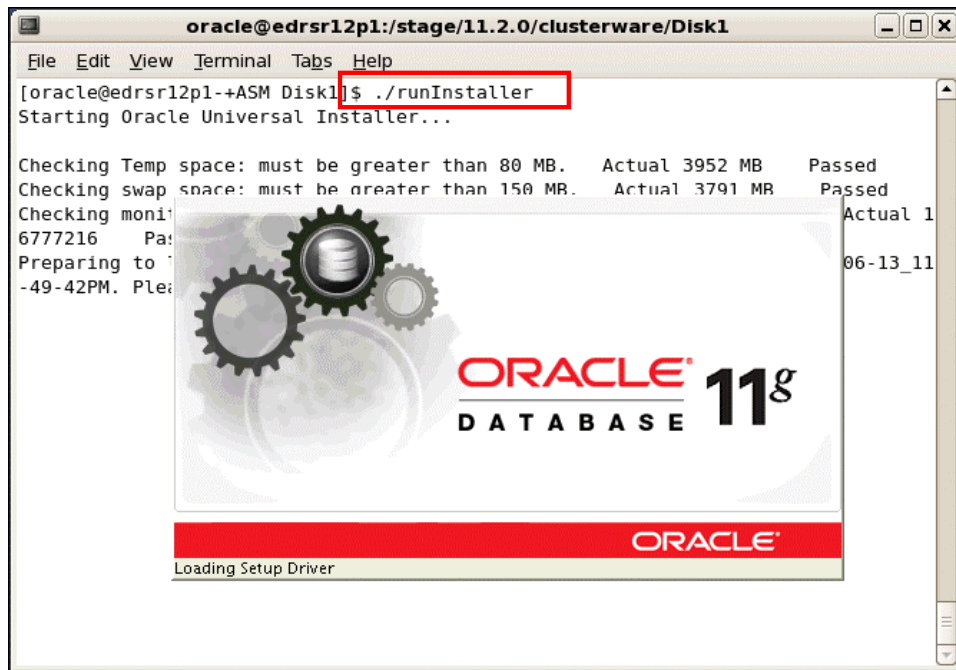 oracle@edrsr12p1:/stage/11.2.0/clusterware/Disk1
File Edit View Terminal Tabs Help
[oracle@edrsr12p1-+ASM Disk1]$ ./runInstaller
Starting Oracle Universal Installer...
Checking Temp space: must be greater than 80 MB. Actual 3952 MB Passed
Checking swap space: must be greater than 150 MB. Actual 3791 MB Passed
Checking Actual 1
6777216
Preparing to 06-13_11
-49-42PM.
ORACLE
DATABASE 11g
ORACLE
Loading Setup Driver